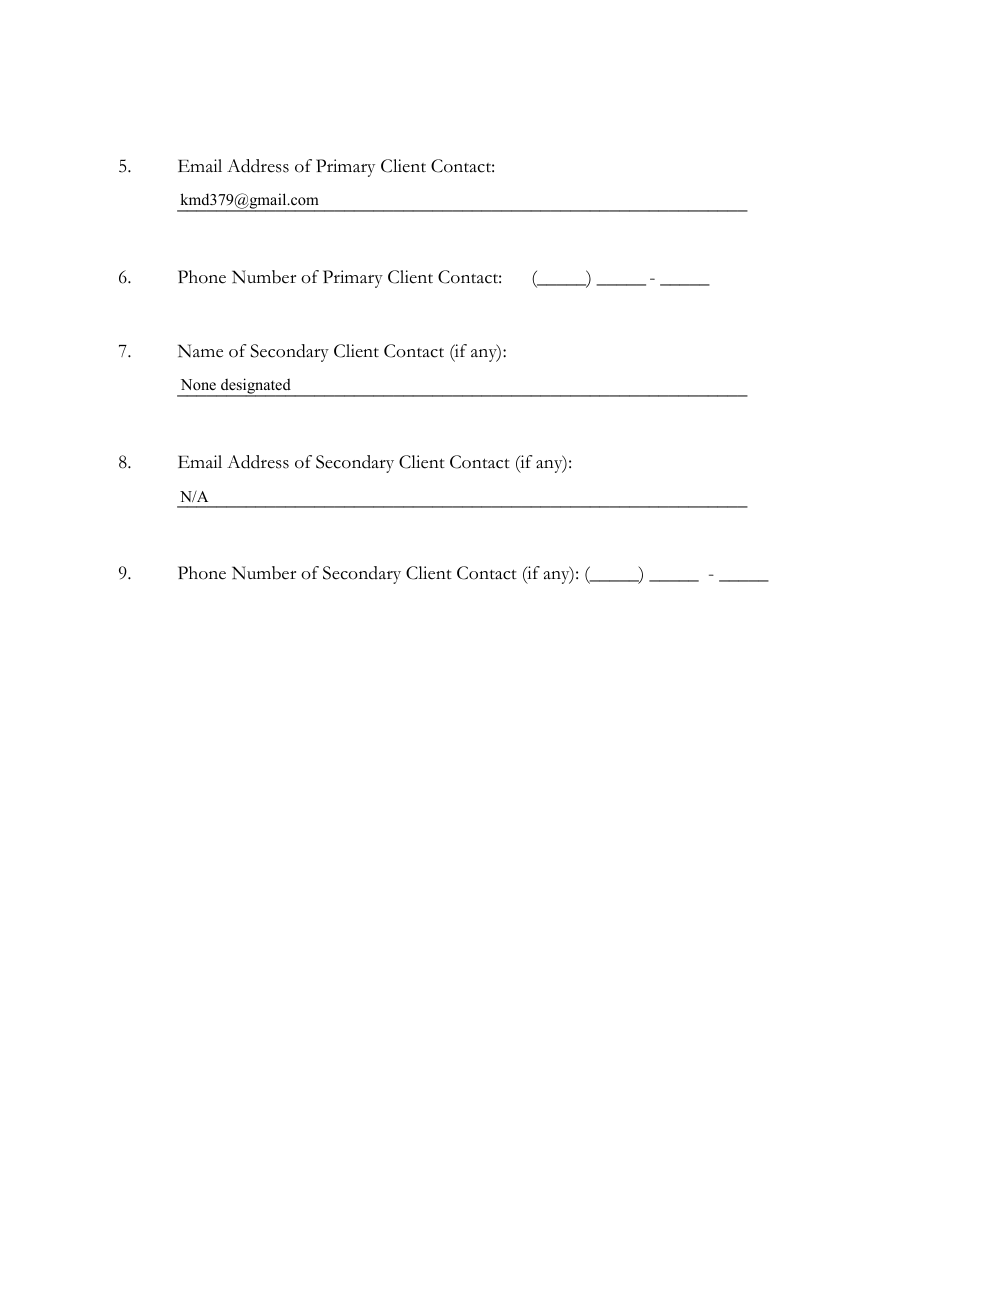 5. Email Address of Primary Client Contact:
kmd379@gmail.com
6. Phone Number of Primary Client Contact: (_____) _____ - _____
7. Name of Secondary Client Contact (if any):
None designated
8. Email Address of Secondary Client Contact (if any):
N/A
9. Phone Number of Secondary Client Contact (if any): (_____) _____ - _____